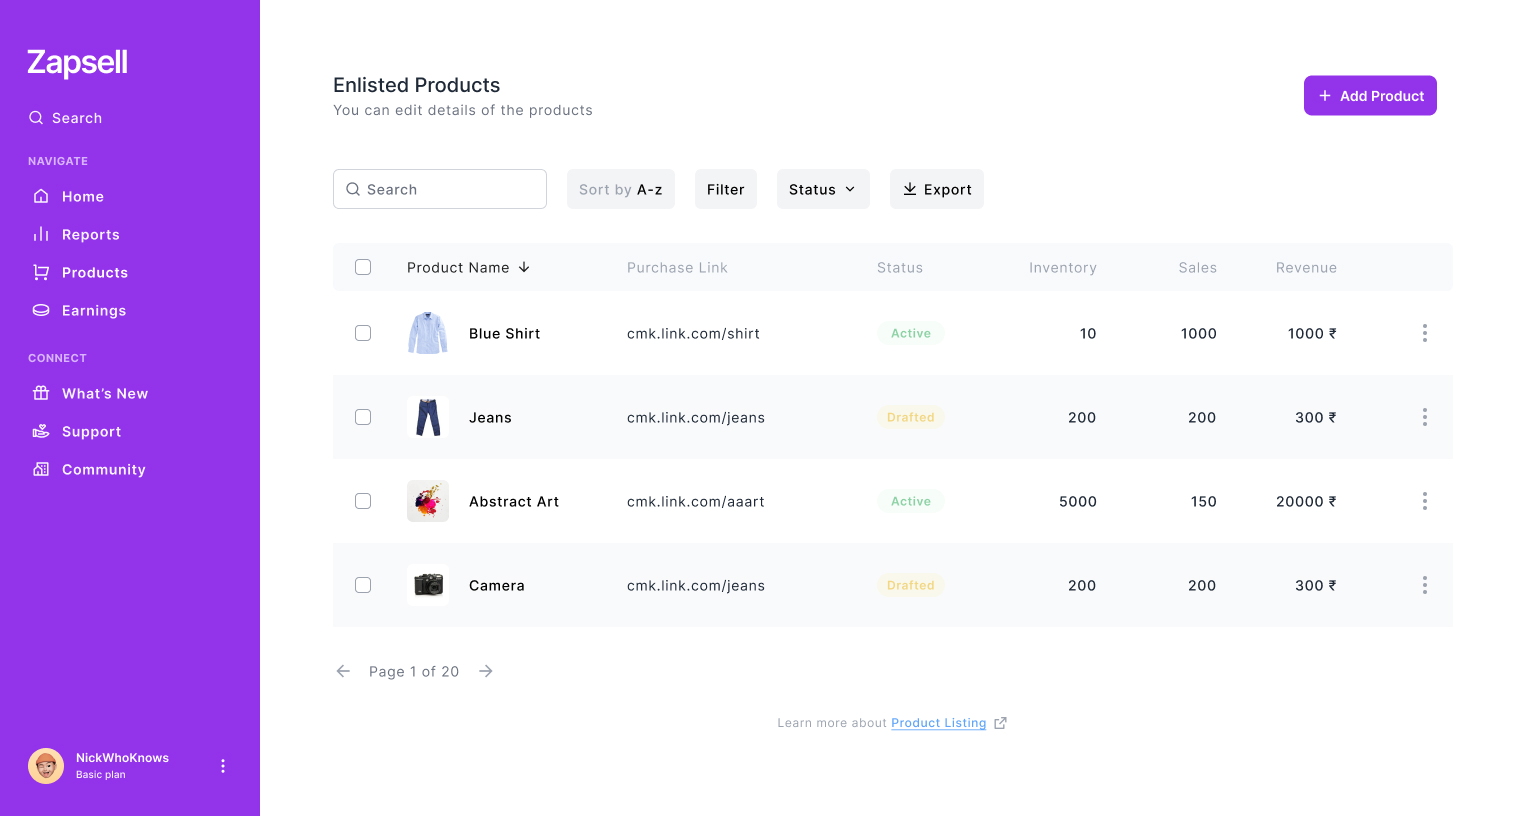 Zapsell
Search
NAVIGATE
Home
Reports
Products
Earnings
CONNECT
What's New
Support
Community
NickWhoKnows
Basic plan
Enlisted Products
You can edit details of the products
+ Add Product
Search
Sort by A-z
Filter
Status
Export
Product Name ↓ Purchase Link Status Inventory Sales Revenue
Blue Shirt cmk.link.com/shirt Active 10 1000 1000 ₹
Jeans cmk.link.com/jeans Drafted 200 200 300 ₹
Abstract Art cmk.link.com/aaart Active 5000 150 20000 ₹
Camera cmk.link.com/jeans Drafted 200 200 300 ₹
← Page 1 of 20 →
Learn more about Product Listing